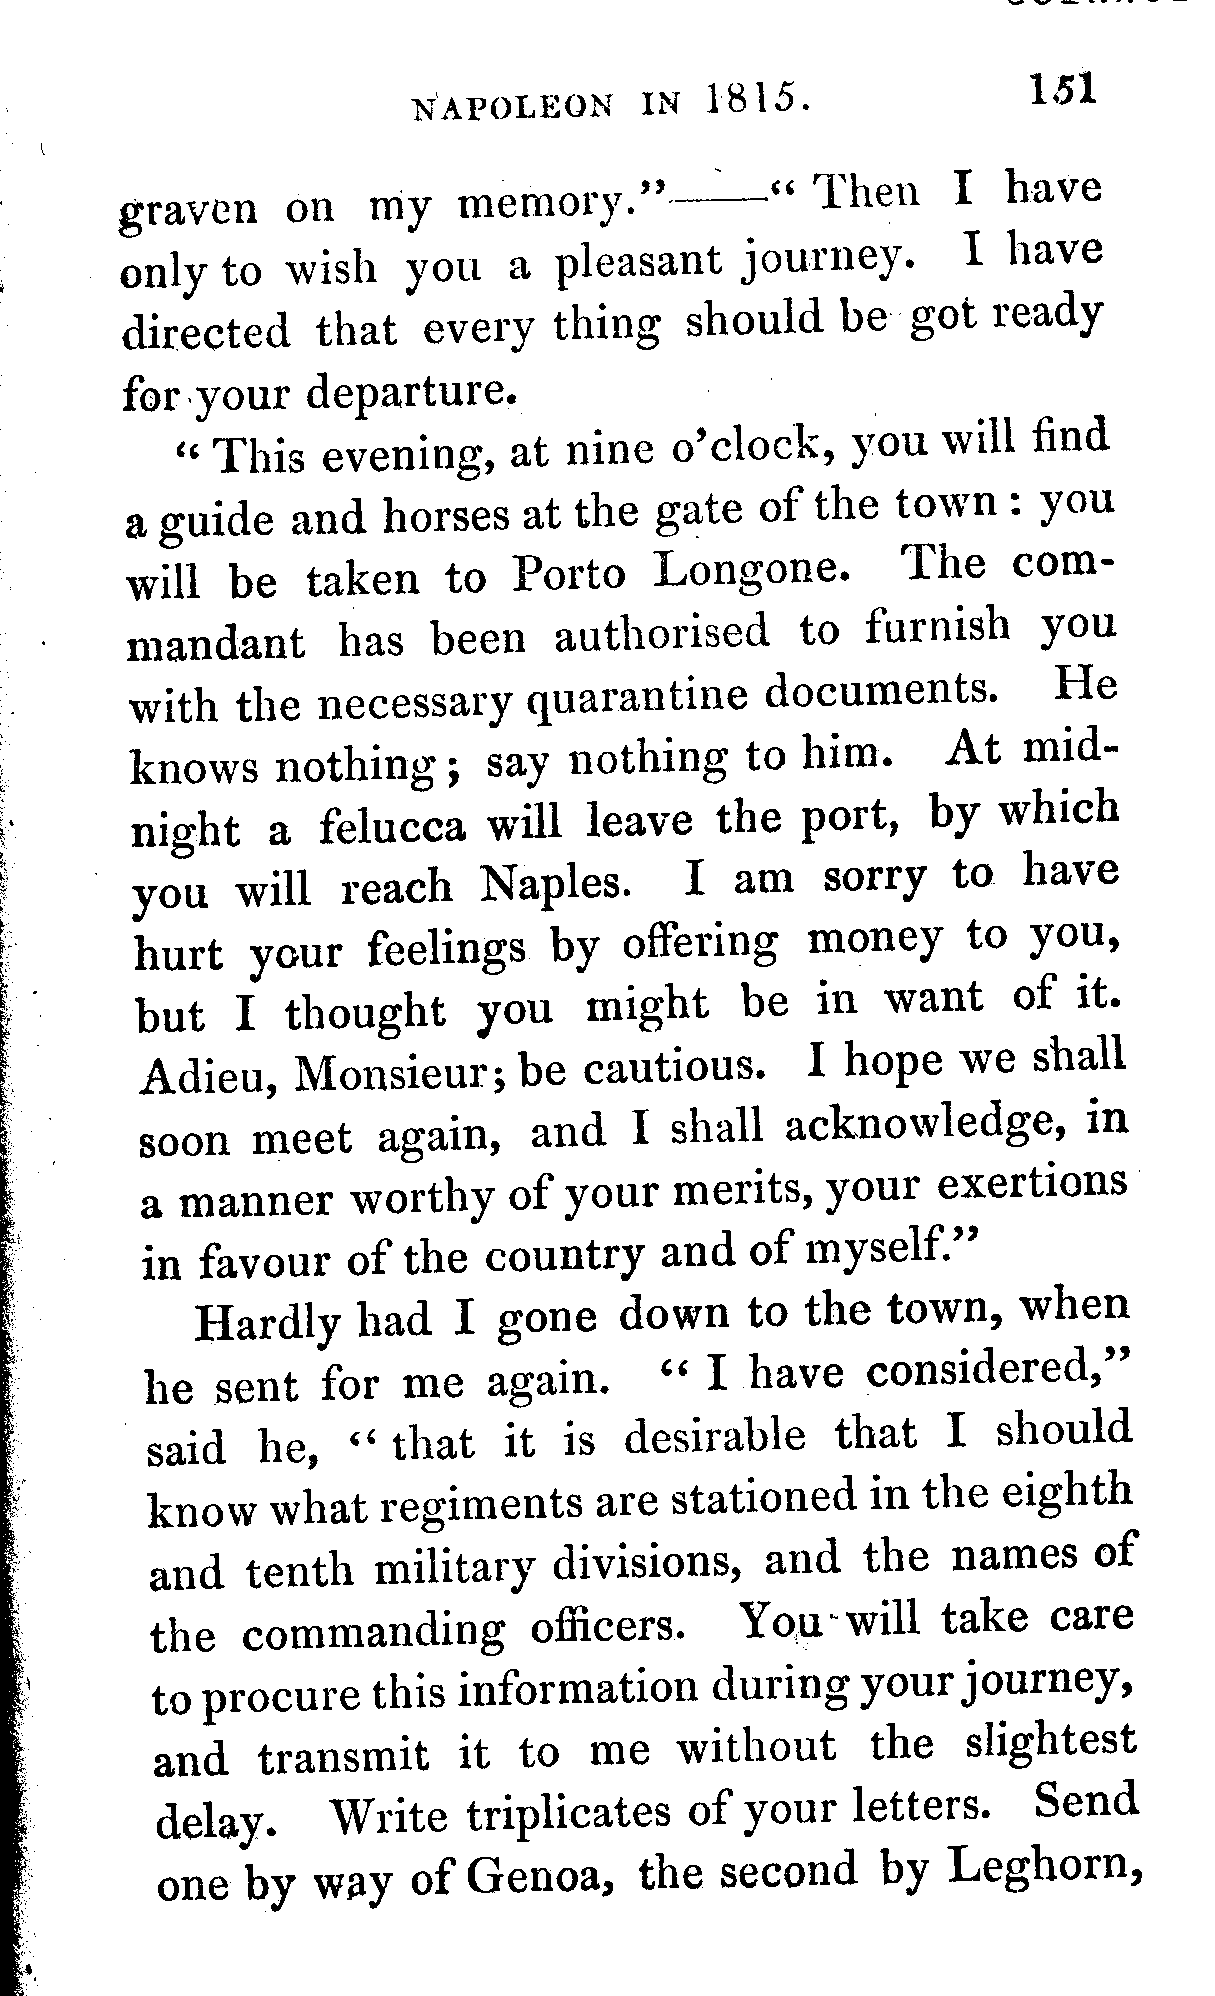 NAPOLEON IN 1815. 151
graven on my memory."——" Then I have
only to wish you a pleasant journey. I have
directed that every thing should be got ready
for your departure.
" This evening, at nine o'clock, you will find
a guide and horses at the gate of the town : you
will be taken to Porto Longone. The com-
mandant has been authorised to furnish you
with the necessary quarantine documents. He
knows nothing ; say nothing to him. At mid-
night a felucca will leave the port, by which
you will reach Naples. I am sorry to have
hurt your feelings by offering money to you,
but I thought you might be in want of it.
Adieu, Monsieur; be cautious. I hope we shall
soon meet again, and I shall acknowledge, in
a manner worthy of your merits, your exertions
in favour of the country and of myself."
Hardly had I gone down to the town, when
he sent for me again. " I have considered,"
said he, " that it is desirable that I should
know what regiments are stationed in the eighth
and tenth military divisions, and the names of
the commanding officers. You will take care
to procure this information during your journey,
and transmit it to me without the slightest
delay. Write triplicates of your letters. Send
one by way of Genoa, the second by Leghorn,